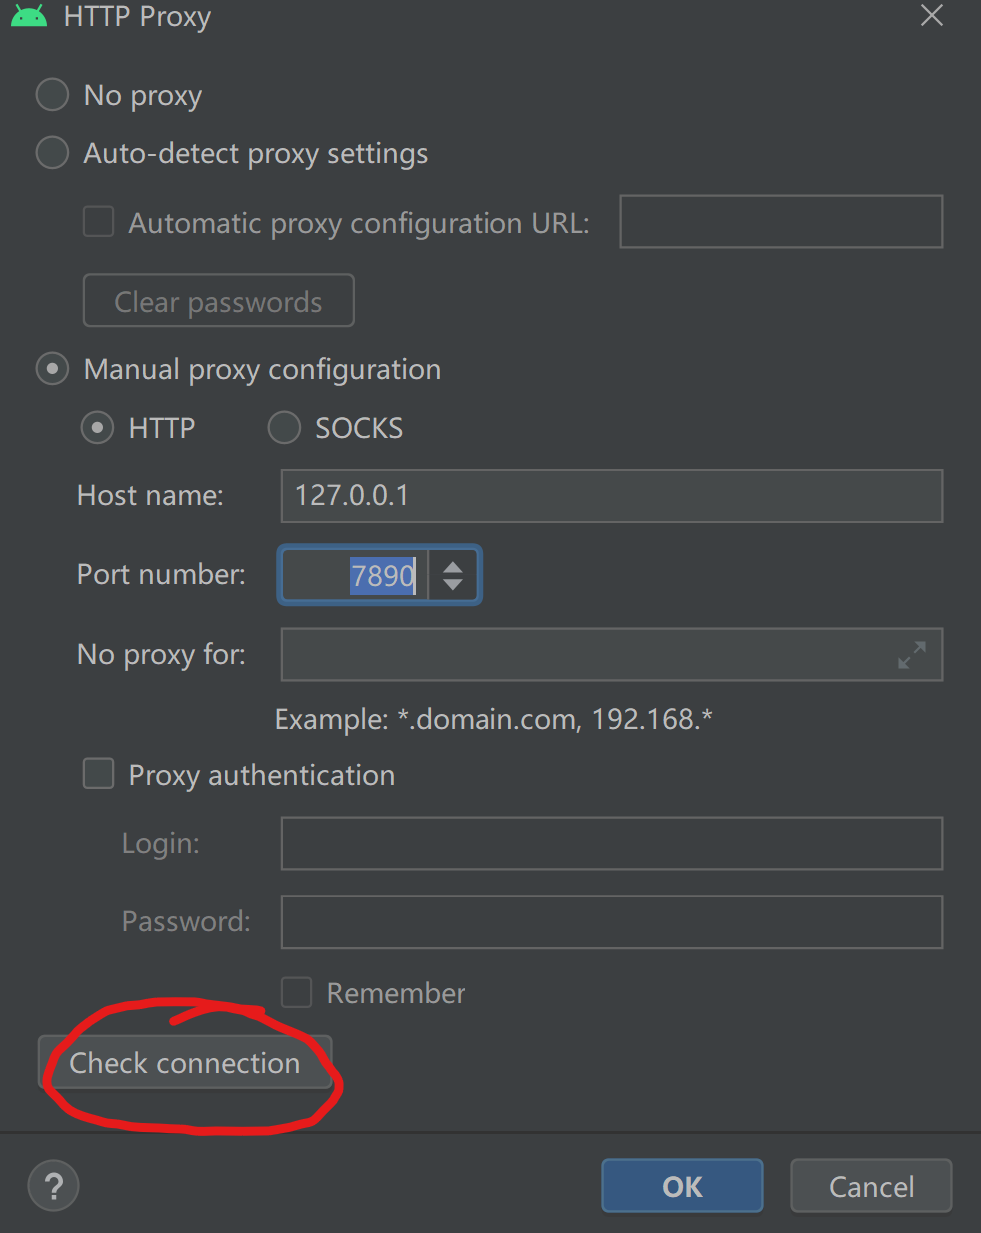 HTTP Proxy
No proxy
Auto-detect proxy settings
Automatic proxy configuration URL:
Clear passwords
Manual proxy configuration
HTTP SOCKS
Host name: 127.0.0.1
Port number: 7890
No proxy for:
Example: *.domain.com, 192.168.*
Proxy authentication
Login:
Password:
Remember
Check connection
? OK Cancel